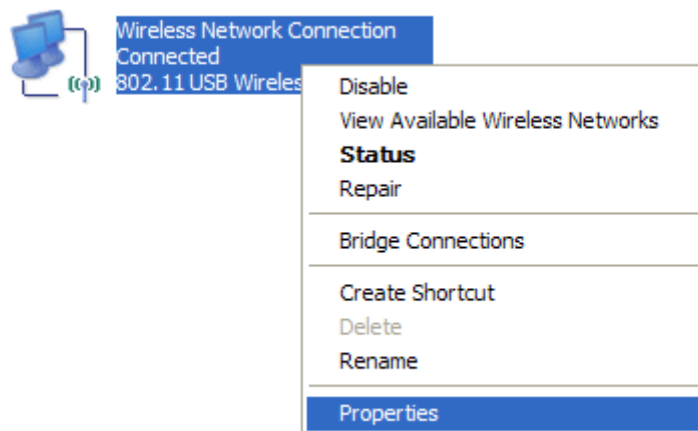 Wireless Network Connection
Connected
802.11 USB
Disable
View Available Wireless Networks
Status
Repair
Bridge Connections
Create Shortcut
Delete
Rename
Properties